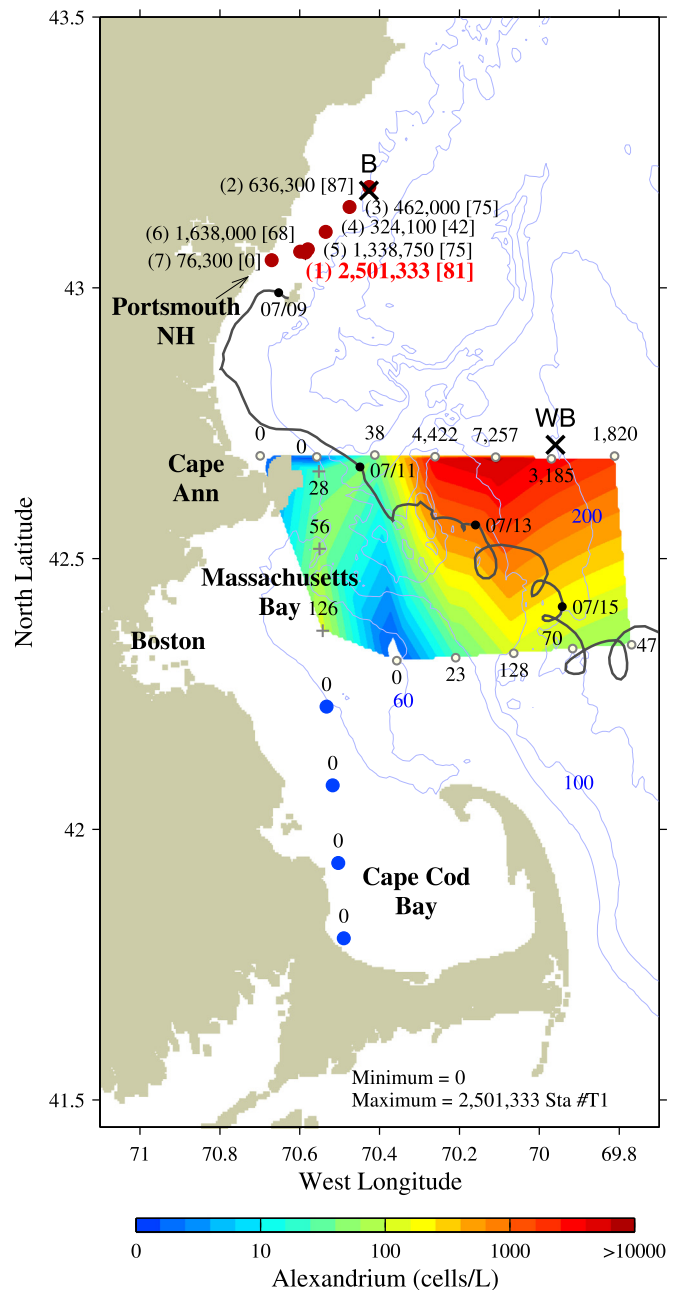 43.5
B
(2) 636,300 [87]
(3) 462,000 [75]
(4) 324,100 [42]
(6) 1,638,000 [68]
(5) 1,338,750 [75]
(7) 76,300 [0]
(1) 2,501,333 [81]
43
Portsmouth
NH
07/09
WB
0
0
38
4,422
7,257
1,820
Cape
Ann
07/11
3,185
28
200
56
07/13
42.5
North Latitude
Massachusetts
Bay
126
07/15
Boston
70
47
0
23
128
0
60
0
100
42
0
Cape Cod
Bay
0
Minimum = 0
Maximum = 2,501,333 Sta #T1
41.5
71
70.8
70.6
70.4
70.2
70
69.8
West Longitude
0
10
100
1000
>10000
Alexandrium (cells/L)